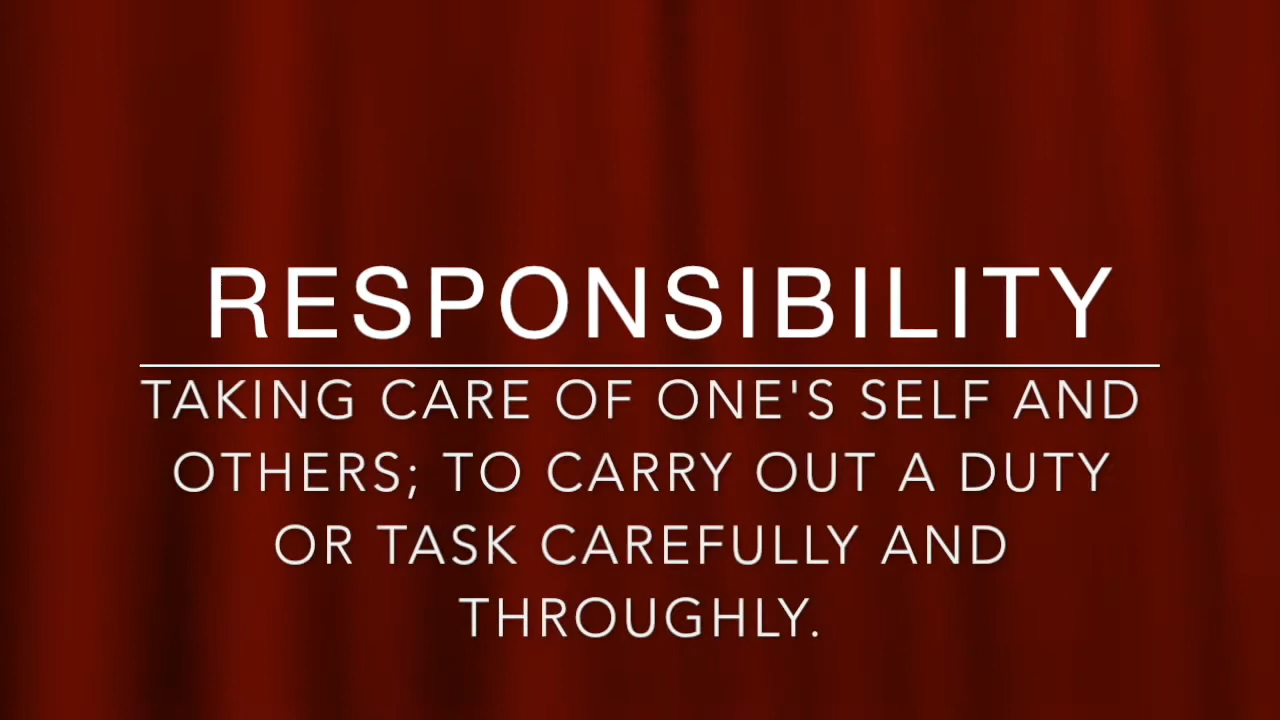 RESPONSIBILITY
TAKING CARE OF ONE'S SELF AND
OTHERS; TO CARRY OUT A DUTY
OR TASK CAREFULLY AND
THROUGHLY.